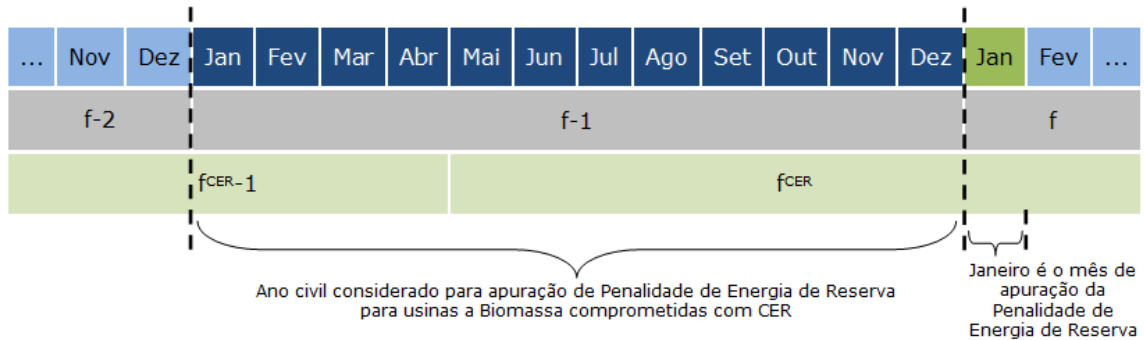 ... Nov Dez Jan Fev Mar Abr Mai Jun Jul Ago Set Out Nov Dez Jan Fev ...
f-2 f-1 f
fCER-1 fCER
Ano civil considerado para apuração de Penalidade de Energia de Reserva
para usinas a Biomassa comprometidas com CER
Janeiro é o mês de
apuração da
Penalidade de
Energia de Reserva